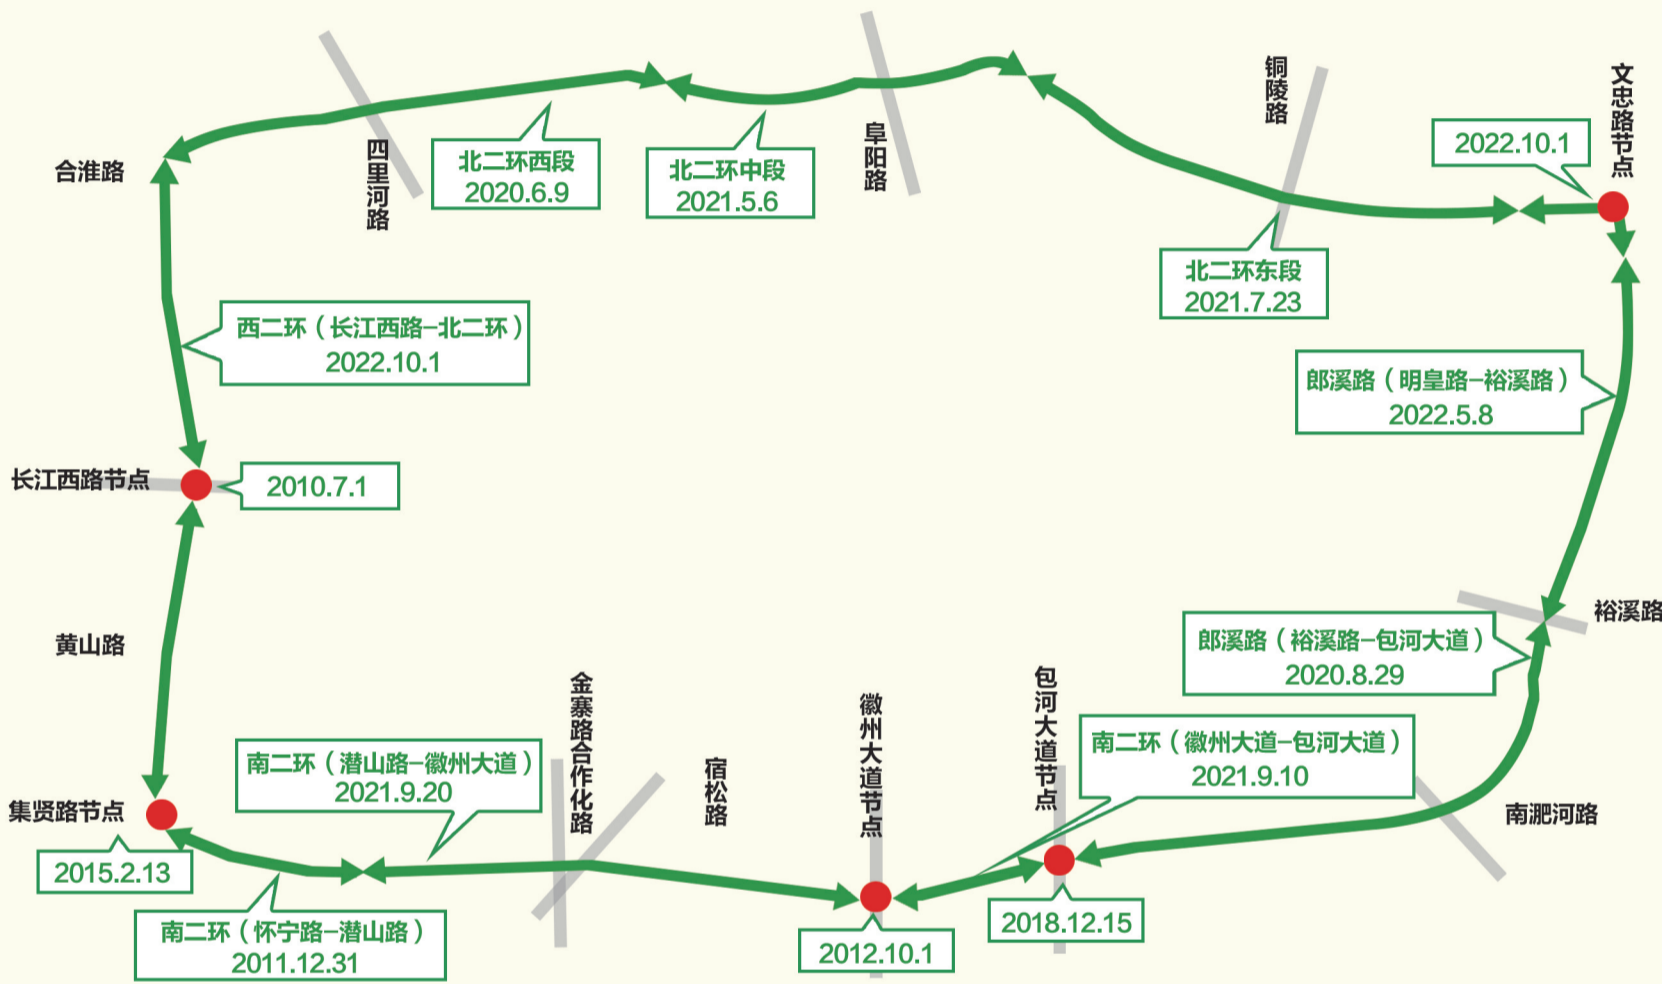 合淮路
四里河路
北二环西段
2020.6.9
北二环中段
2021.5.6
阜阳路
铜陵路
北二环东段
2021.7.23
2022.10.1
文忠路节点
西二环（长江西路-北二环）
2022.10.1
郎溪路（明皇路-裕溪路）
2022.5.8
长江西路节点
2010.7.1
裕溪路
黄山路
郎溪路（裕溪路-包河大道）
2020.8.29
集贤路节点
2015.2.13
南二环（潜山路-徽州大道）
2021.9.20
金寨路合作化路
宿松路
徽州大道节点
包河大道节点
南二环（徽州大道-包河大道）
2021.9.10
南淝河路
南二环（怀宁路-潜山路）
2011.12.31
2012.10.1
2018.12.15